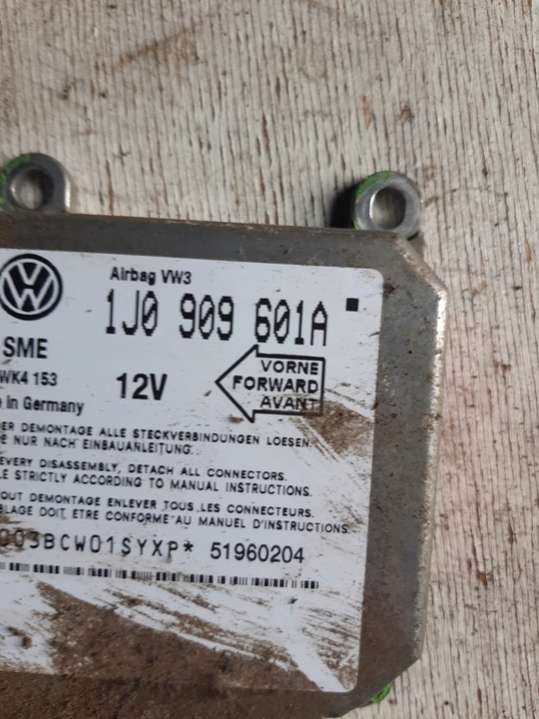 Airbag VW3
1J0 909 601A
SME
VORNE
FORWARD
AVANT
WK4 153
12V
in Germany
DEMONTAGE ALLE STECKVERBINDUNGEN LOESEN
NUR NACH EINBAUANLEITUNG.
EVERY DISASSEMBLY, DETACH ALL CONNECTORS.
STRICTLY ACCORDING TO MANUAL INSTRUCTIONS.
DEMONTAGE ENLEVER TOUS LES CONNECTEURS.
DOIT ETRE CONFORME AU MANUEL D'INSTRUCTIONS
003BCW01SYXP* 51960204